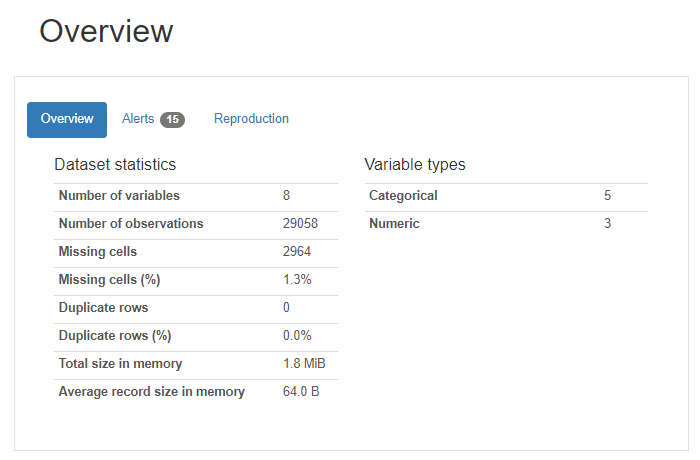 Overview
Overview Alerts 15 Reproduction
Dataset statistics
Number of variables 8
Number of observations 29058
Missing cells 2964
Missing cells (%) 1.3%
Duplicate rows 0
Duplicate rows (%) 0.0%
Total size in memory 1.8 MiB
Average record size in memory 64.0 B
Variable types
Categorical 5
Numeric 3